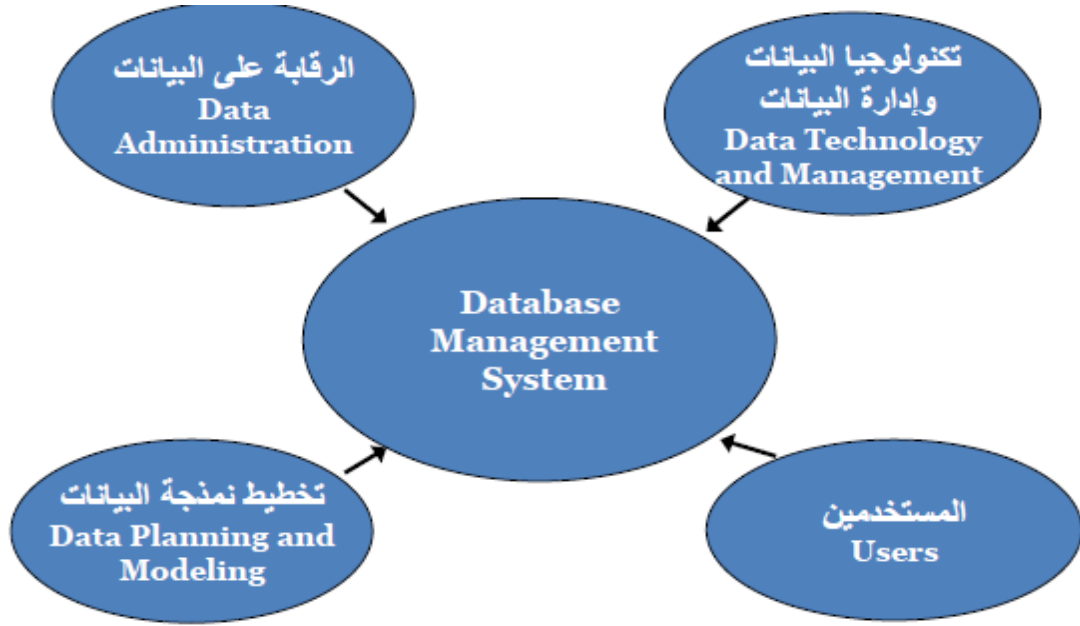 الرقابة على البيانات
Data
Administration
تكنولوجيا البيانات
وإدارة البيانات
Data Technology
and Management
Database
Management
System
تخطيط نمذجة البيانات
Data Planning and
Modeling
المستخدمين
Users